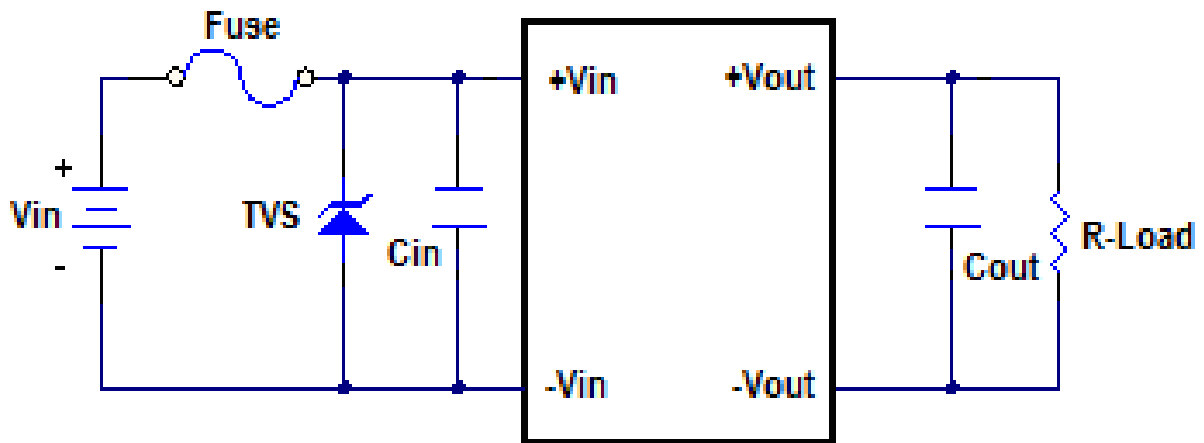 Fuse
+Vin
+Vout
+
Vin
-
TVS
Cin
Cout
R-Load
-Vin
-Vout